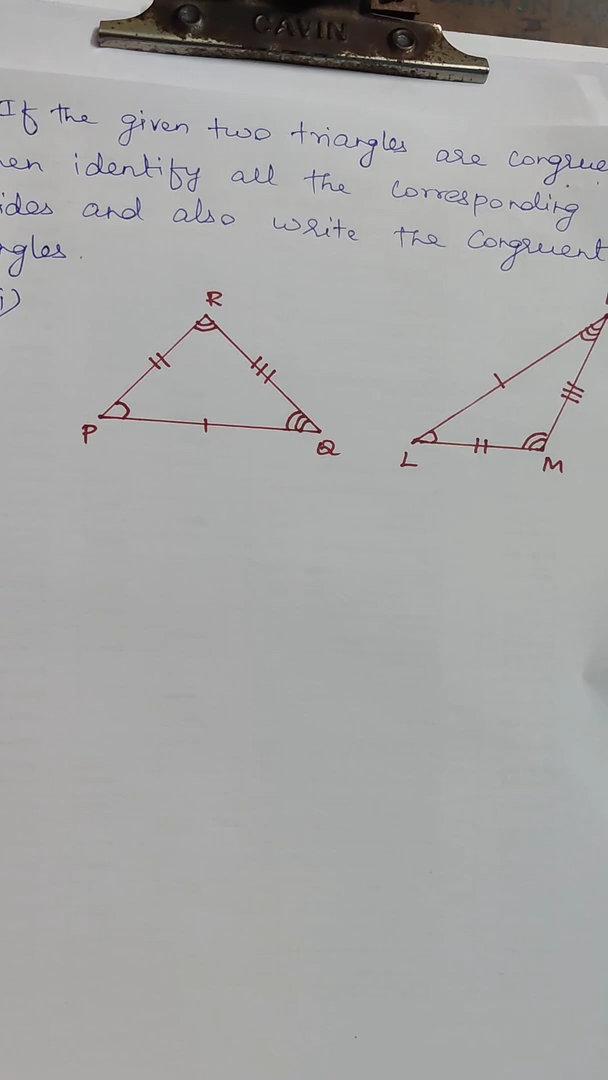 GAVIN
If the given two triangles are congrue
en identify all the corresponding
ides and also write the congruent
ngles.
i)
R
P
Q
L
M